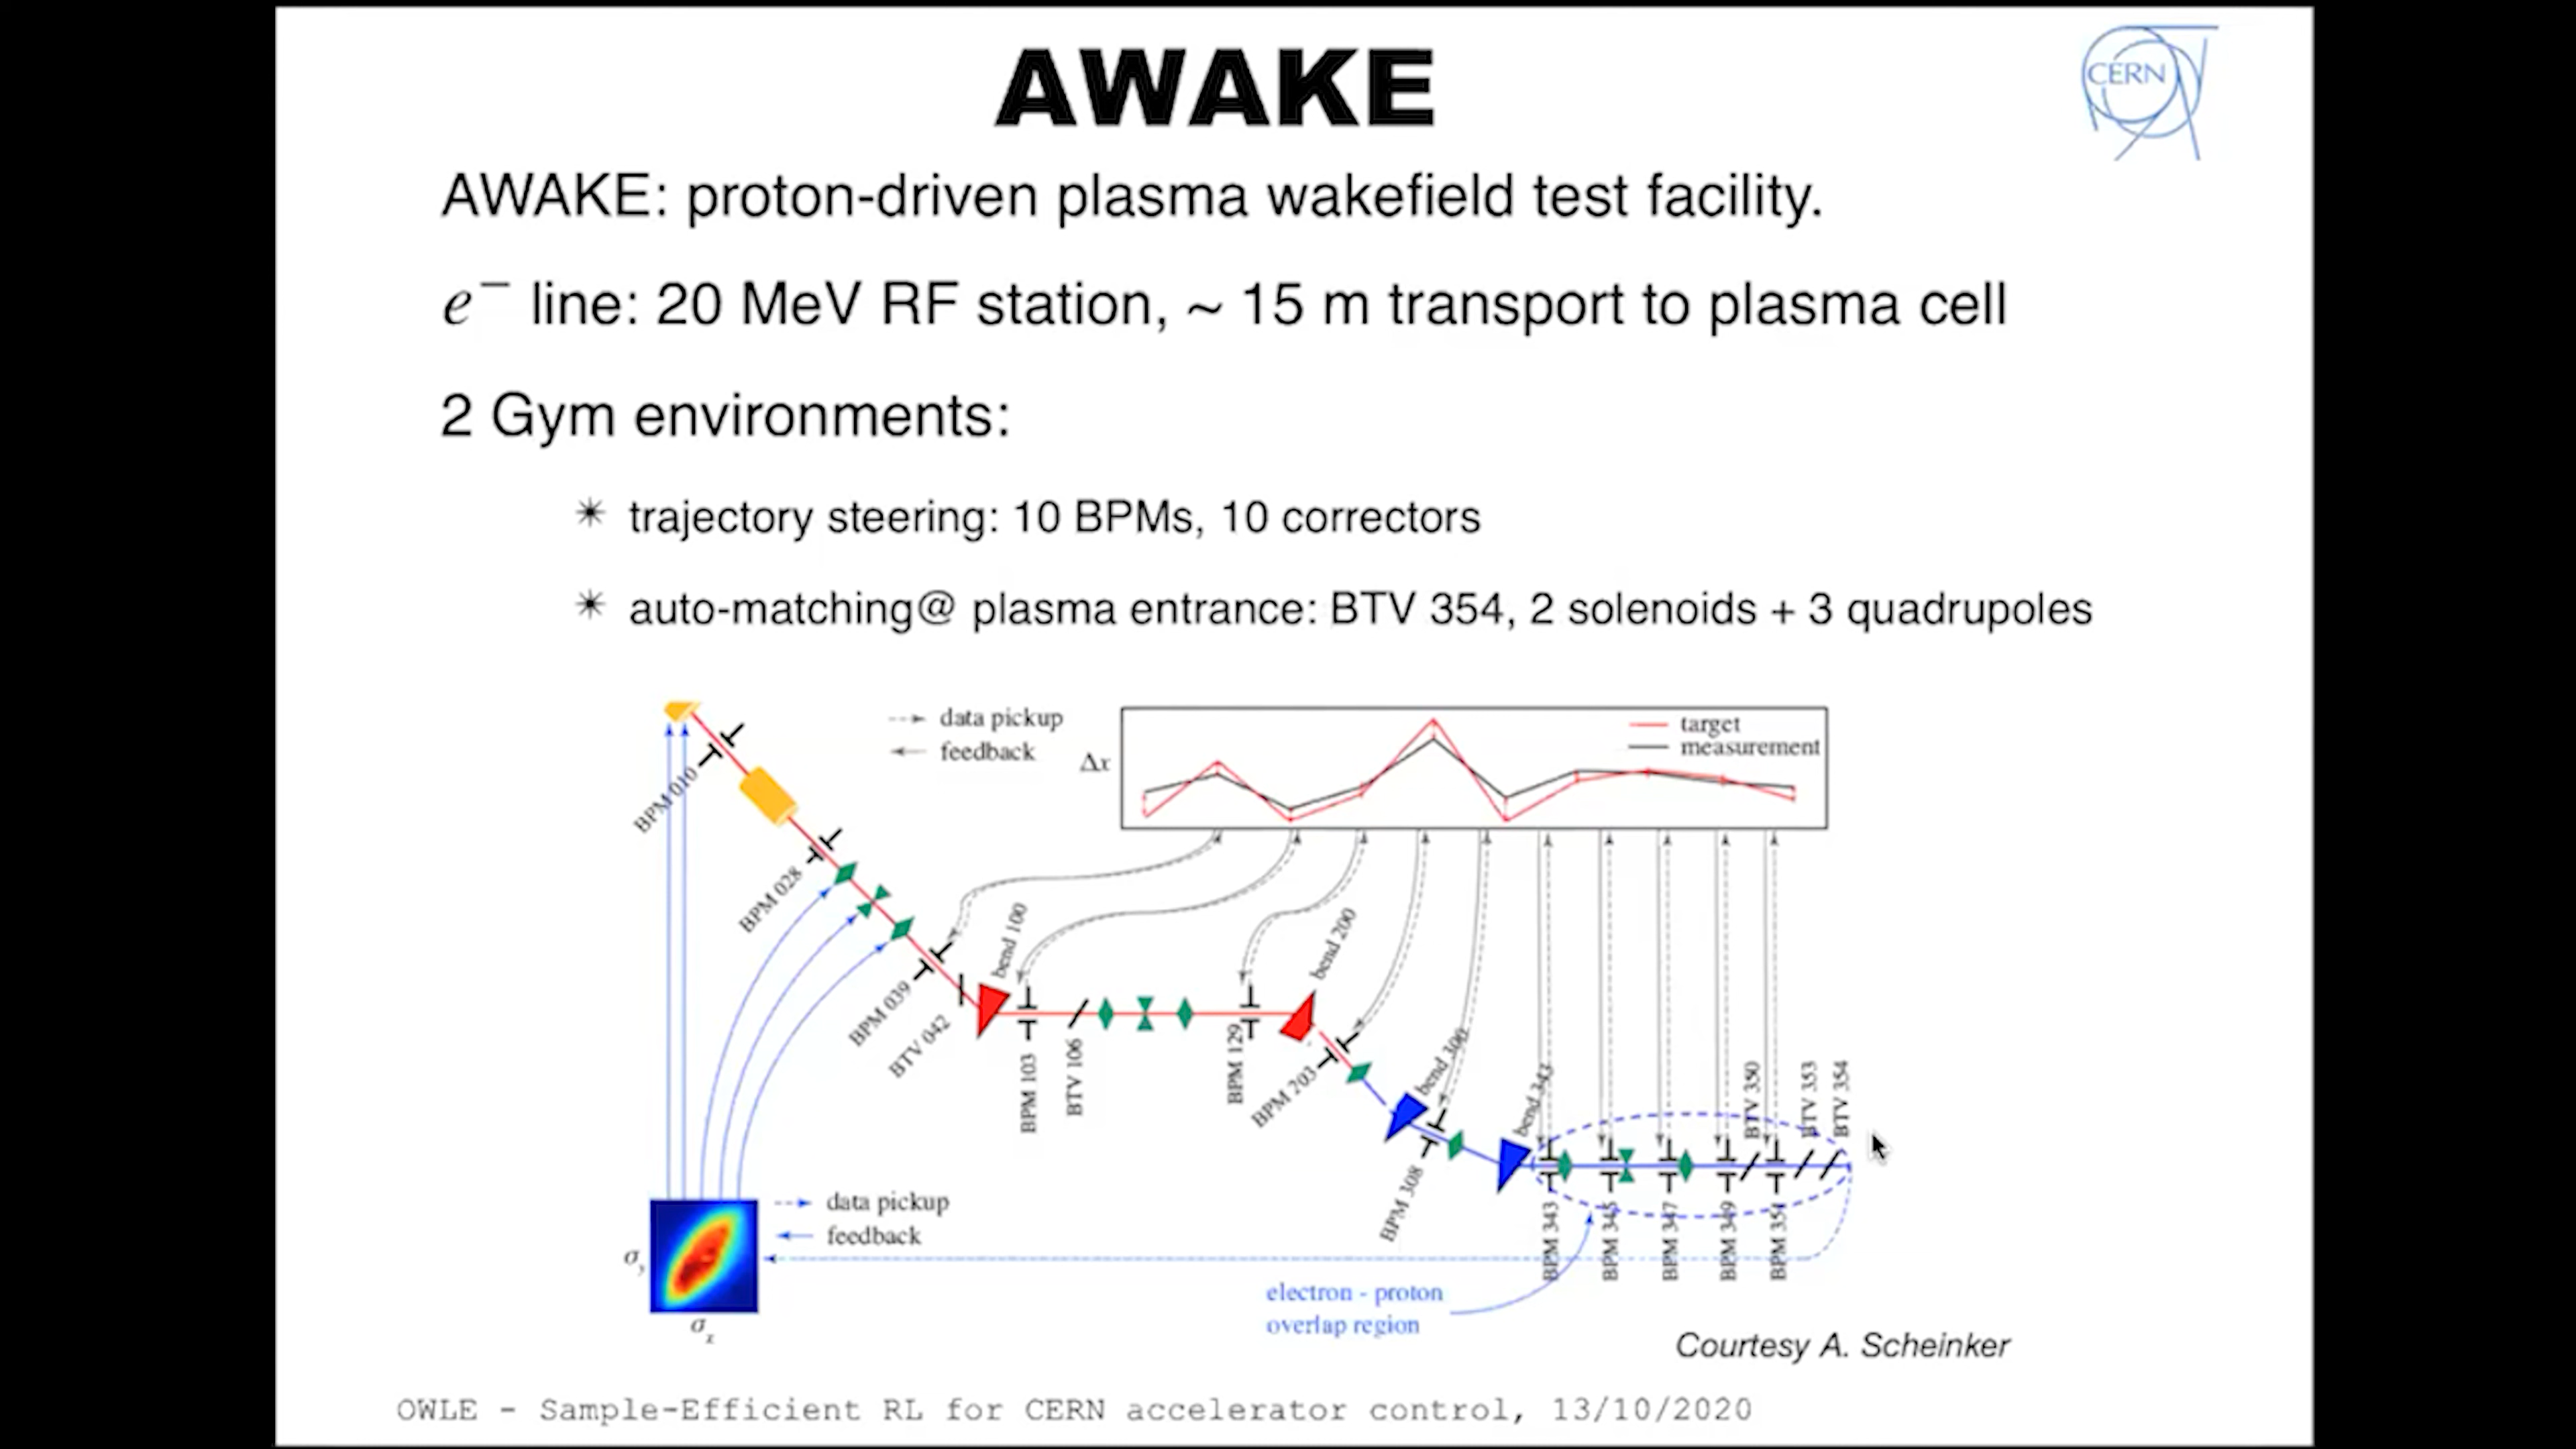 AWAKE
CERN
AWAKE: proton-driven plasma wakefield test facility.
e⁻ line: 20 MeV RF station, ~ 15 m transport to plasma cell
2 Gym environments:
✴ trajectory steering: 10 BPMs, 10 correctors
✴ auto-matching@ plasma entrance: BTV 354, 2 solenoids + 3 quadrupoles
data pickup
feedback
Δx
target
measurement
BPM 010
BPM 028
BPM 039
BTV 042
bend 100
BPM 103
BTV 106
BPM 129
bend 200
BPM 203
bend 300
BPM 308
bend 343
BPM 343
BPM 345
BPM 347
BPM 349
BTV 350
BPM 351
BTV 353
BTV 354
data pickup
feedback
σy
σx
electron - proton
overlap region
Courtesy A. Scheinker
OWLE - Sample-Efficient RL for CERN accelerator control, 13/10/2020